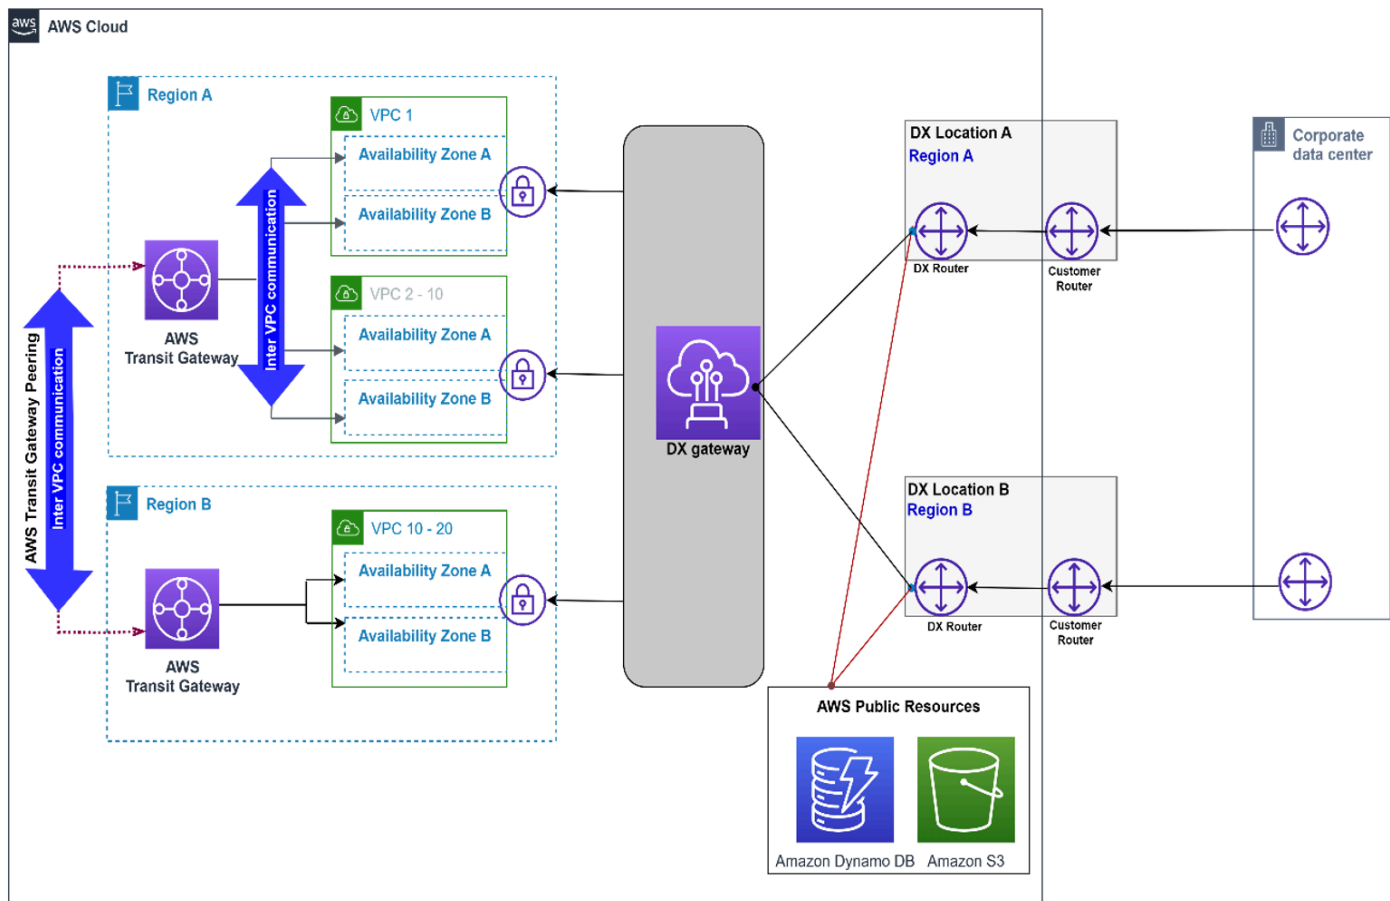 aws
AWS Cloud
Region A
VPC 1
Availability Zone A
Availability Zone B
Inter VPC communication
AWS
Transit Gateway
VPC 2 - 10
Availability Zone A
Availability Zone B
AWS Transit Gateway Peering
Inter VPC communication
Region B
VPC 10 - 20
Availability Zone A
Availability Zone B
AWS
Transit Gateway
DX gateway
DX Location A
Region A
DX Router
Customer
Router
Corporate
data center
DX Location B
Region B
DX Router
Customer
Router
AWS Public Resources
Amazon Dynamo DB
Amazon S3